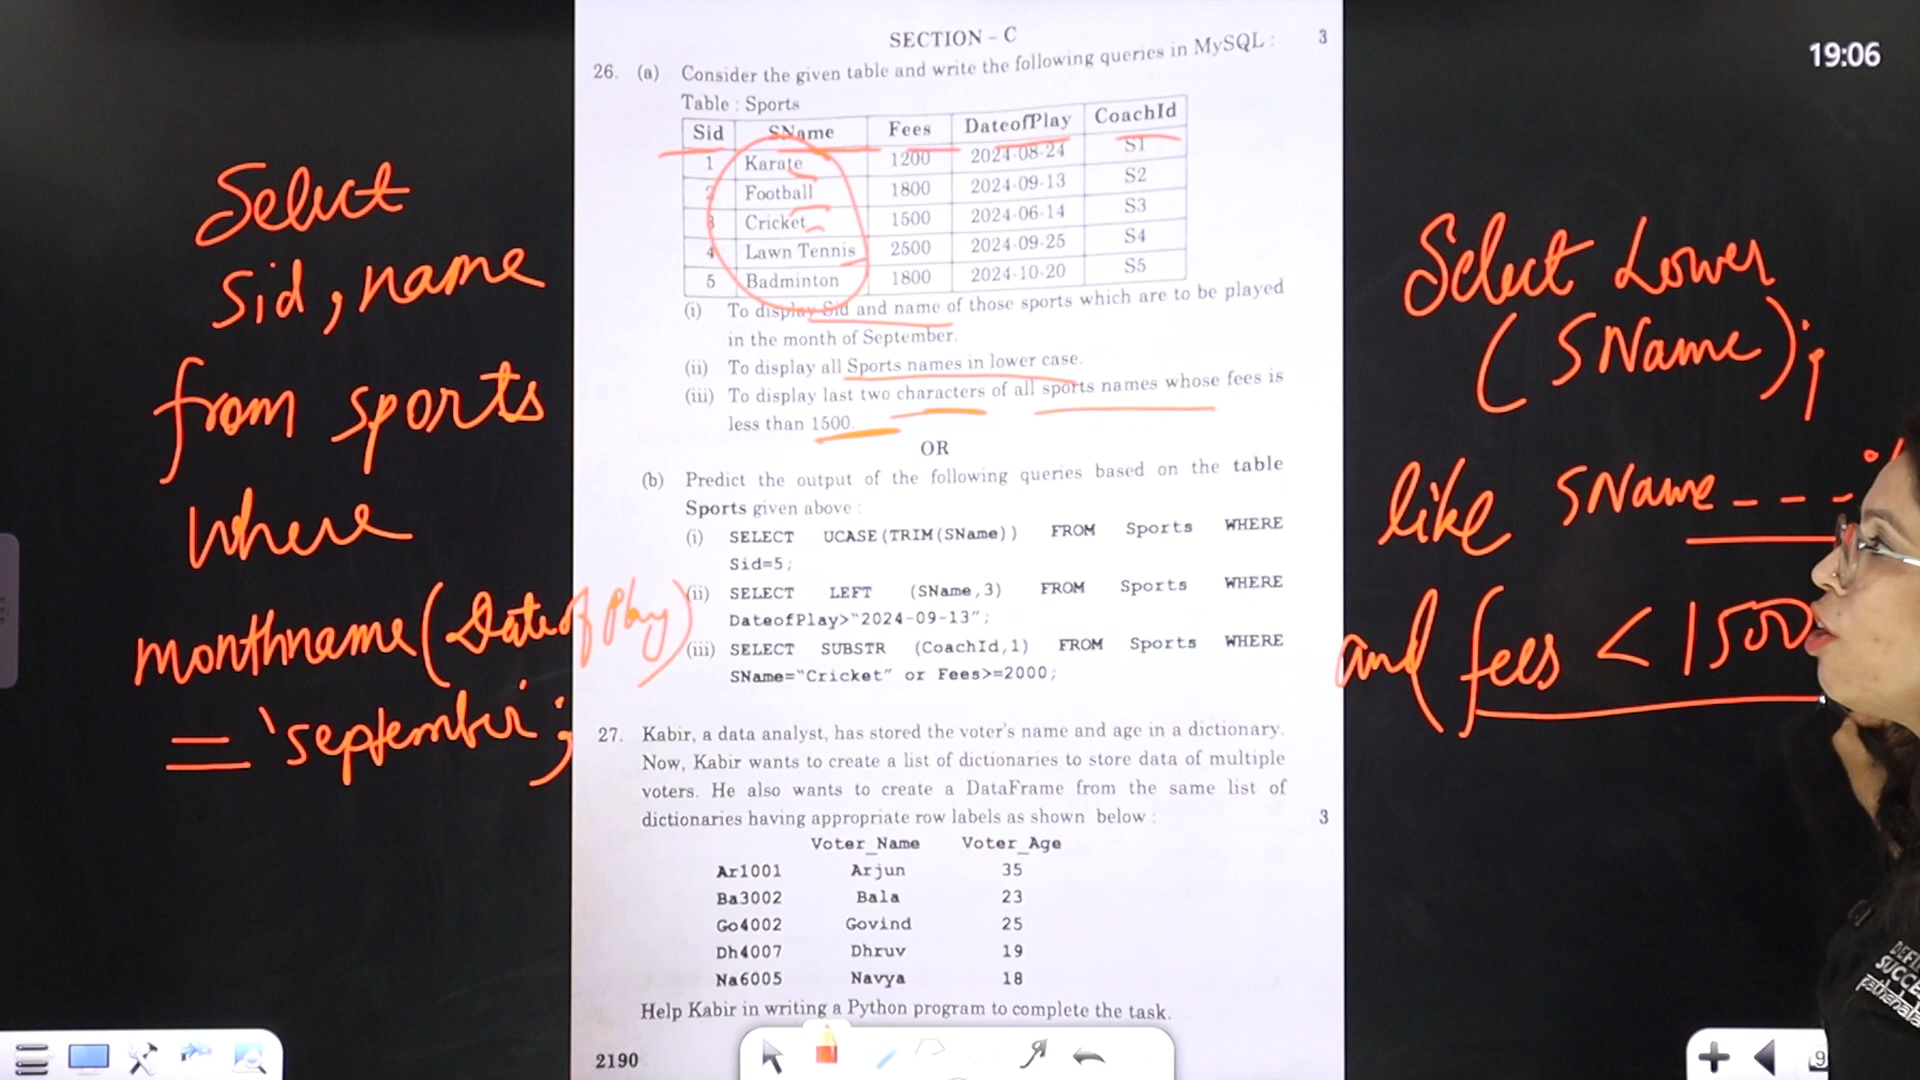 SECTION – C
26. (a) Consider the given table and write the following queries in MySQL : 3
Table : Sports
Sid SName Fees DateofPlay CoachId
1 Karate 1200 2024-08-24 S1
2 Football 1800 2024-09-13 S2
3 Cricket 1500 2024-06-14 S3
4 Lawn Tennis 2500 2024-09-25 S4
5 Badminton 1800 2024-10-20 S5
(i) To display Sid and name of those sports which are to be played
in the month of September.
(ii) To display all Sports names in lower case.
(iii) To display last two characters of all sports names whose fees is
less than 1500.
OR
(b) Predict the output of the following queries based on the table
Sports given above :
(i) SELECT UCASE(TRIM(SName)) FROM Sports WHERE
Sid=5;
(ii) SELECT LEFT (SName,3) FROM Sports WHERE
DateofPlay>"2024-09-13";
(iii) SELECT SUBSTR (CoachId,1) FROM Sports WHERE
SName="Cricket" or Fees>=2000;
27. Kabir, a data analyst, has stored the voter's name and age in a dictionary.
Now, Kabir wants to create a list of dictionaries to store data of multiple
voters. He also wants to create a DataFrame from the same list of
dictionaries having appropriate row labels as shown below : 3
Voter_Name Voter_Age
Ar1001 Arjun 35
Ba3002 Bala 23
Go4002 Govind 25
Dh4007 Dhruv 19
Na6005 Navya 18
Help Kabir in writing a Python program to complete the task.
2190
Select
Sid, name
from sports
where
monthname(DateofPlay)
= 'september';
19:06
Select Lower
(SName);
like SName _ _ _
and fees < 1500
9